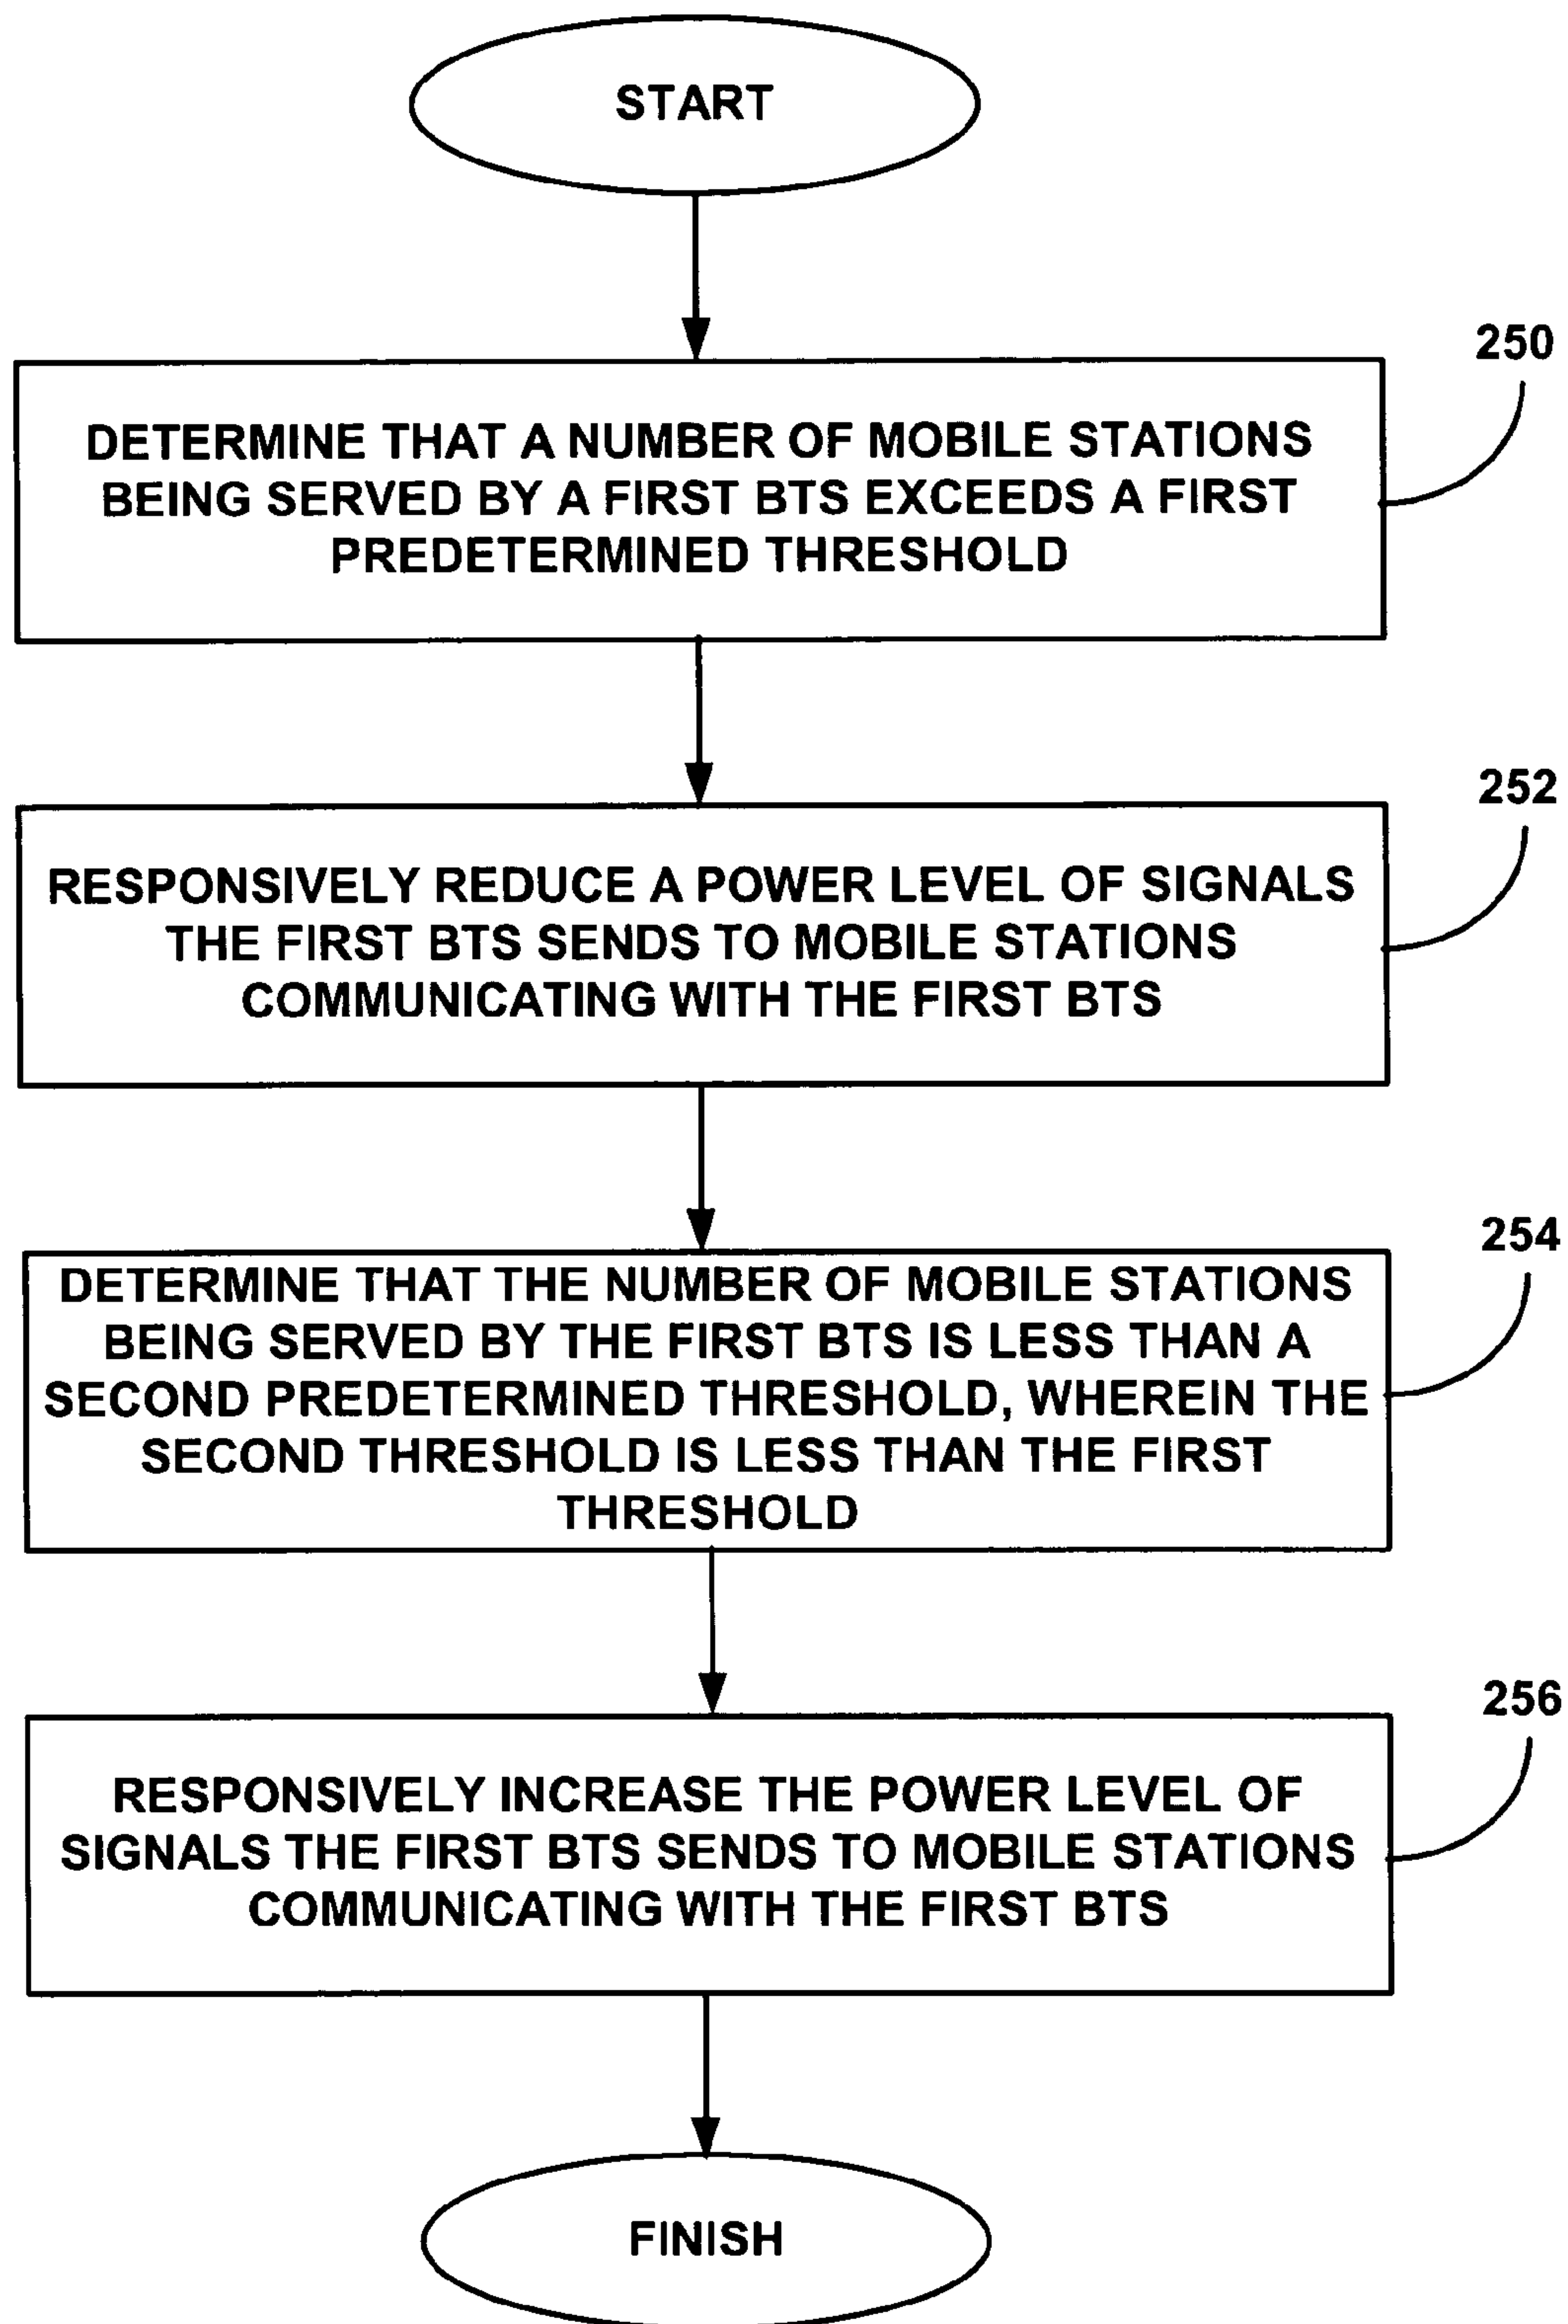 START
250
DETERMINE THAT A NUMBER OF MOBILE STATIONS
BEING SERVED BY A FIRST BTS EXCEEDS A FIRST
PREDETERMINED THRESHOLD
252
RESPONSIVELY REDUCE A POWER LEVEL OF SIGNALS
THE FIRST BTS SENDS TO MOBILE STATIONS
COMMUNICATING WITH THE FIRST BTS
254
DETERMINE THAT THE NUMBER OF MOBILE STATIONS
BEING SERVED BY THE FIRST BTS IS LESS THAN A
SECOND PREDETERMINED THRESHOLD, WHEREIN THE
SECOND THRESHOLD IS LESS THAN THE FIRST
THRESHOLD
256
RESPONSIVELY INCREASE THE POWER LEVEL OF
SIGNALS THE FIRST BTS SENDS TO MOBILE STATIONS
COMMUNICATING WITH THE FIRST BTS
FINISH